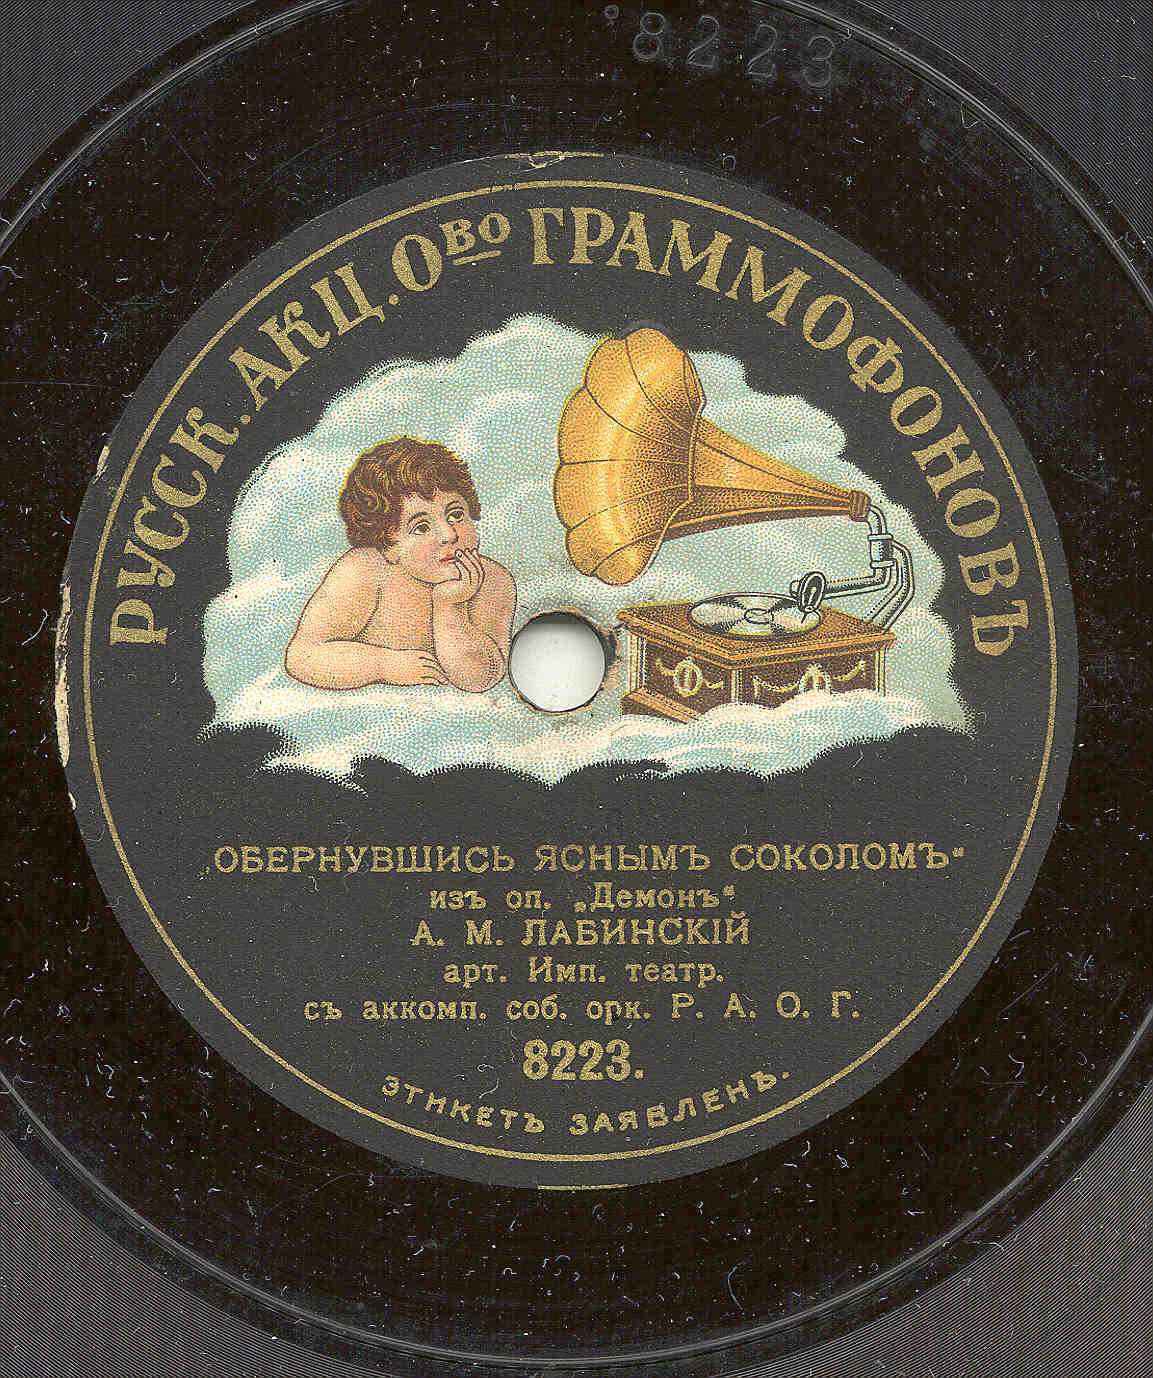 8223
РУССК. АКЦ. Ово ГРАММОФОНОВЪ
„ОБЕРНУВШИСЬ ЯСНЫМЪ СОКОЛОМЪ“
изъ оп. „Демонъ“
А. М. ЛАБИНСКІЙ
арт. Имп. театр.
съ аккомп. соб. орк. Р. А. О. Г.
8223.
ЭТИКЕТЪ ЗАЯВЛЕНЪ.